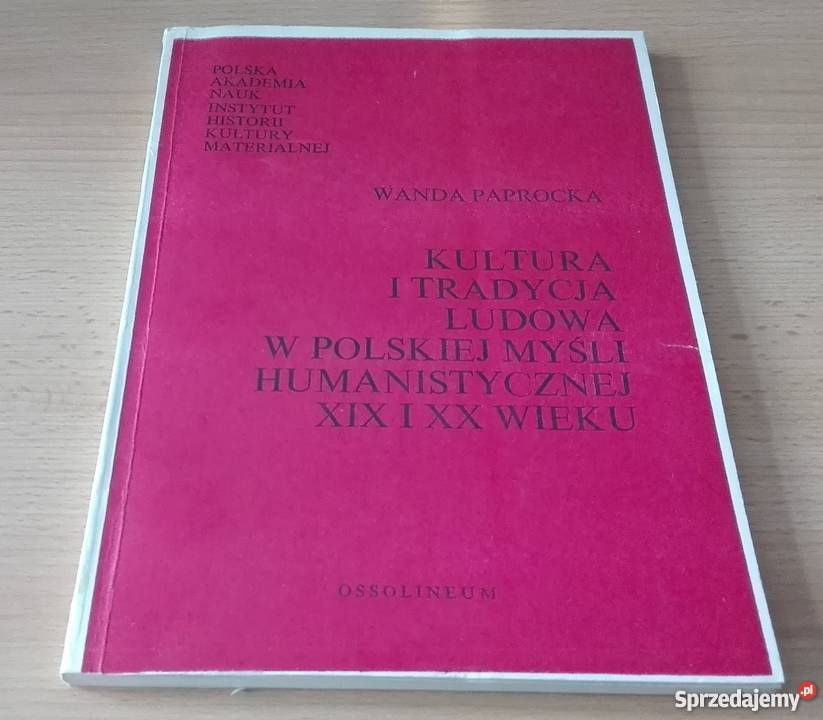 POLSKA
AKADEMIA
NAUK
INSTYTUT
HISTORII
KULTURY
MATERIALNEJ
WANDA PAPROCKA
KULTURA
I TRADYCJA
LUDOWA
W POLSKIEJ MYŚLI
HUMANISTYCZNEJ
XIX I XX WIEKU
OSSOLINEUM
Sprzedajemy.pl